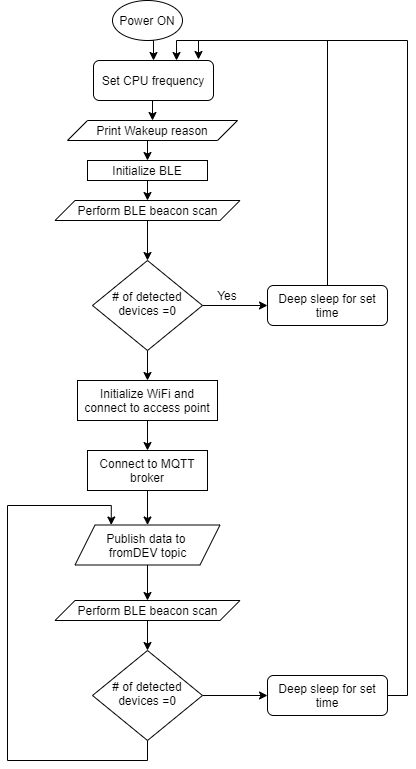 Power ON
Set CPU frequency
Print Wakeup reason
Initialize BLE
Perform BLE beacon scan
# of detected
devices =0
Yes
Deep sleep for set
time
Initialize WiFi and
connect to access point
Connect to MQTT
broker
Publish data to
fromDEV topic
Perform BLE beacon scan
# of detected
devices =0
Deep sleep for set
time